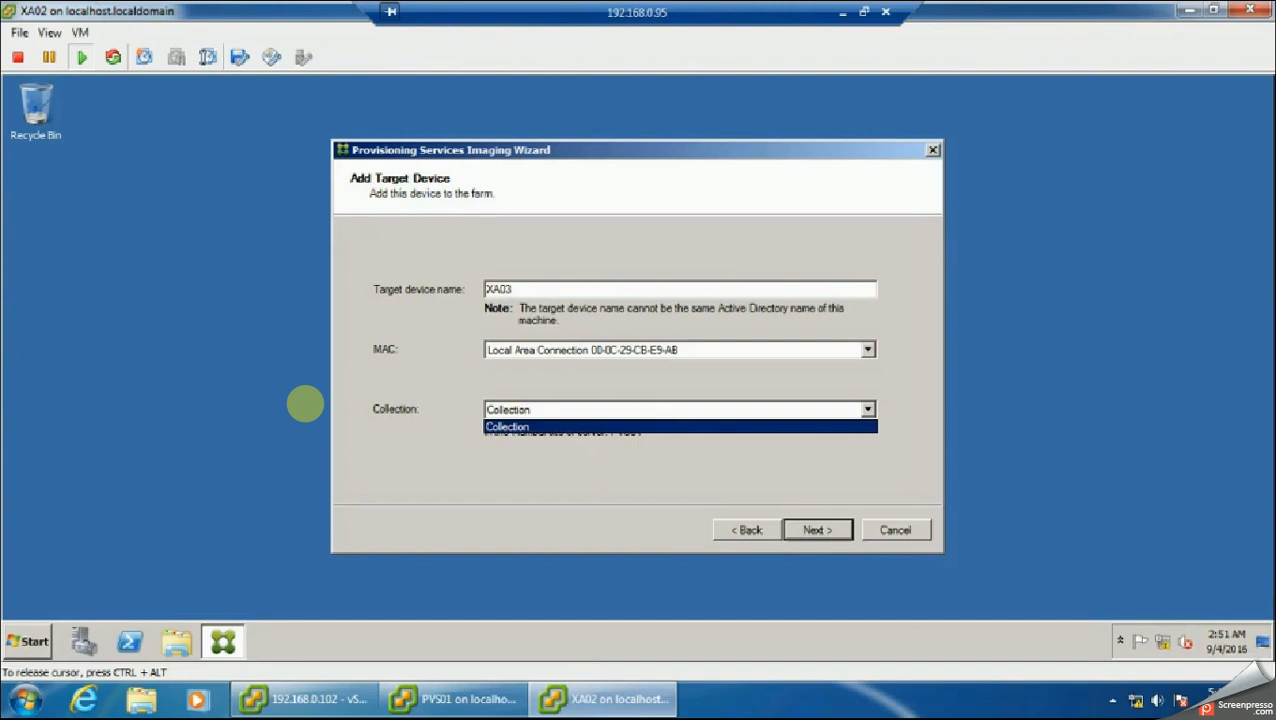 XA02 on localhost.localdomain
192.168.0.95
File View VM
Recycle Bin
Provisioning Services Imaging Wizard
Add Target Device
Add this device to the farm.
Target device name: XA03
Note: The target device name cannot be the same Active Directory name of this
machine.
MAC: Local Area Connection 00-0C-29-CB-E9-AB
Collection: Collection
Collection
< Back Next > Cancel
Start
2:51 AM
9/4/2016
To release cursor, press CTRL + ALT
192.168.0.102 - vS...
PVS01 on localho...
XA02 on localhost...
Screenpresso
.com